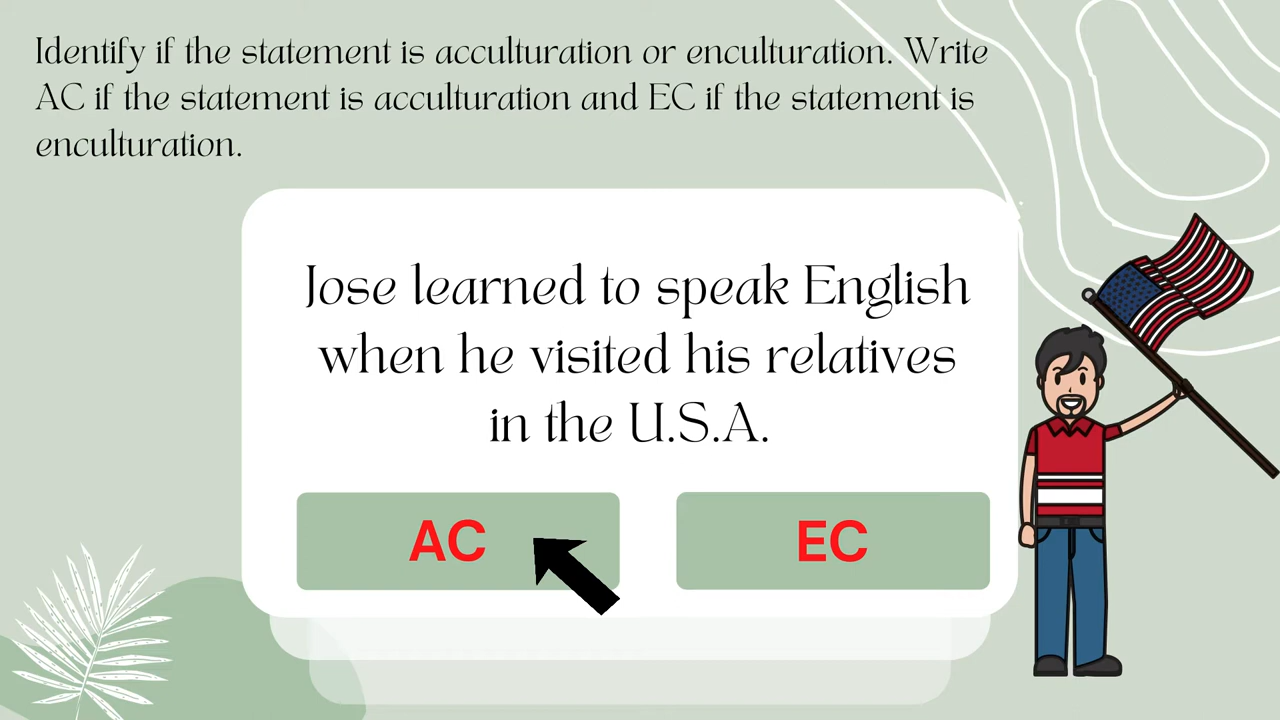 Identify if the statement is acculturation or enculturation. Write
AC if the statement is acculturation and EC if the statement is
enculturation.
Jose learned to speak English
when he visited his relatives
in the U.S.A.
AC
EC